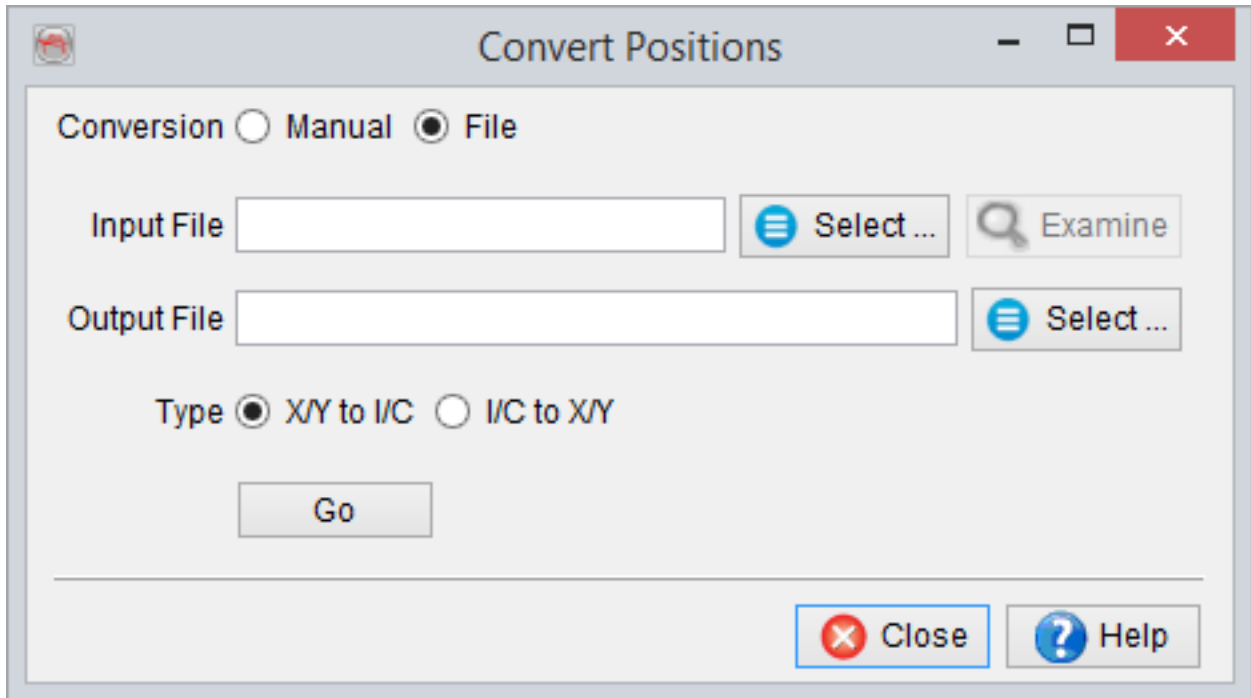 Convert Positions
Conversion Manual File
Input File Select ... Examine
Output File Select ...
Type X/Y to I/C I/C to X/Y
Go
Close Help